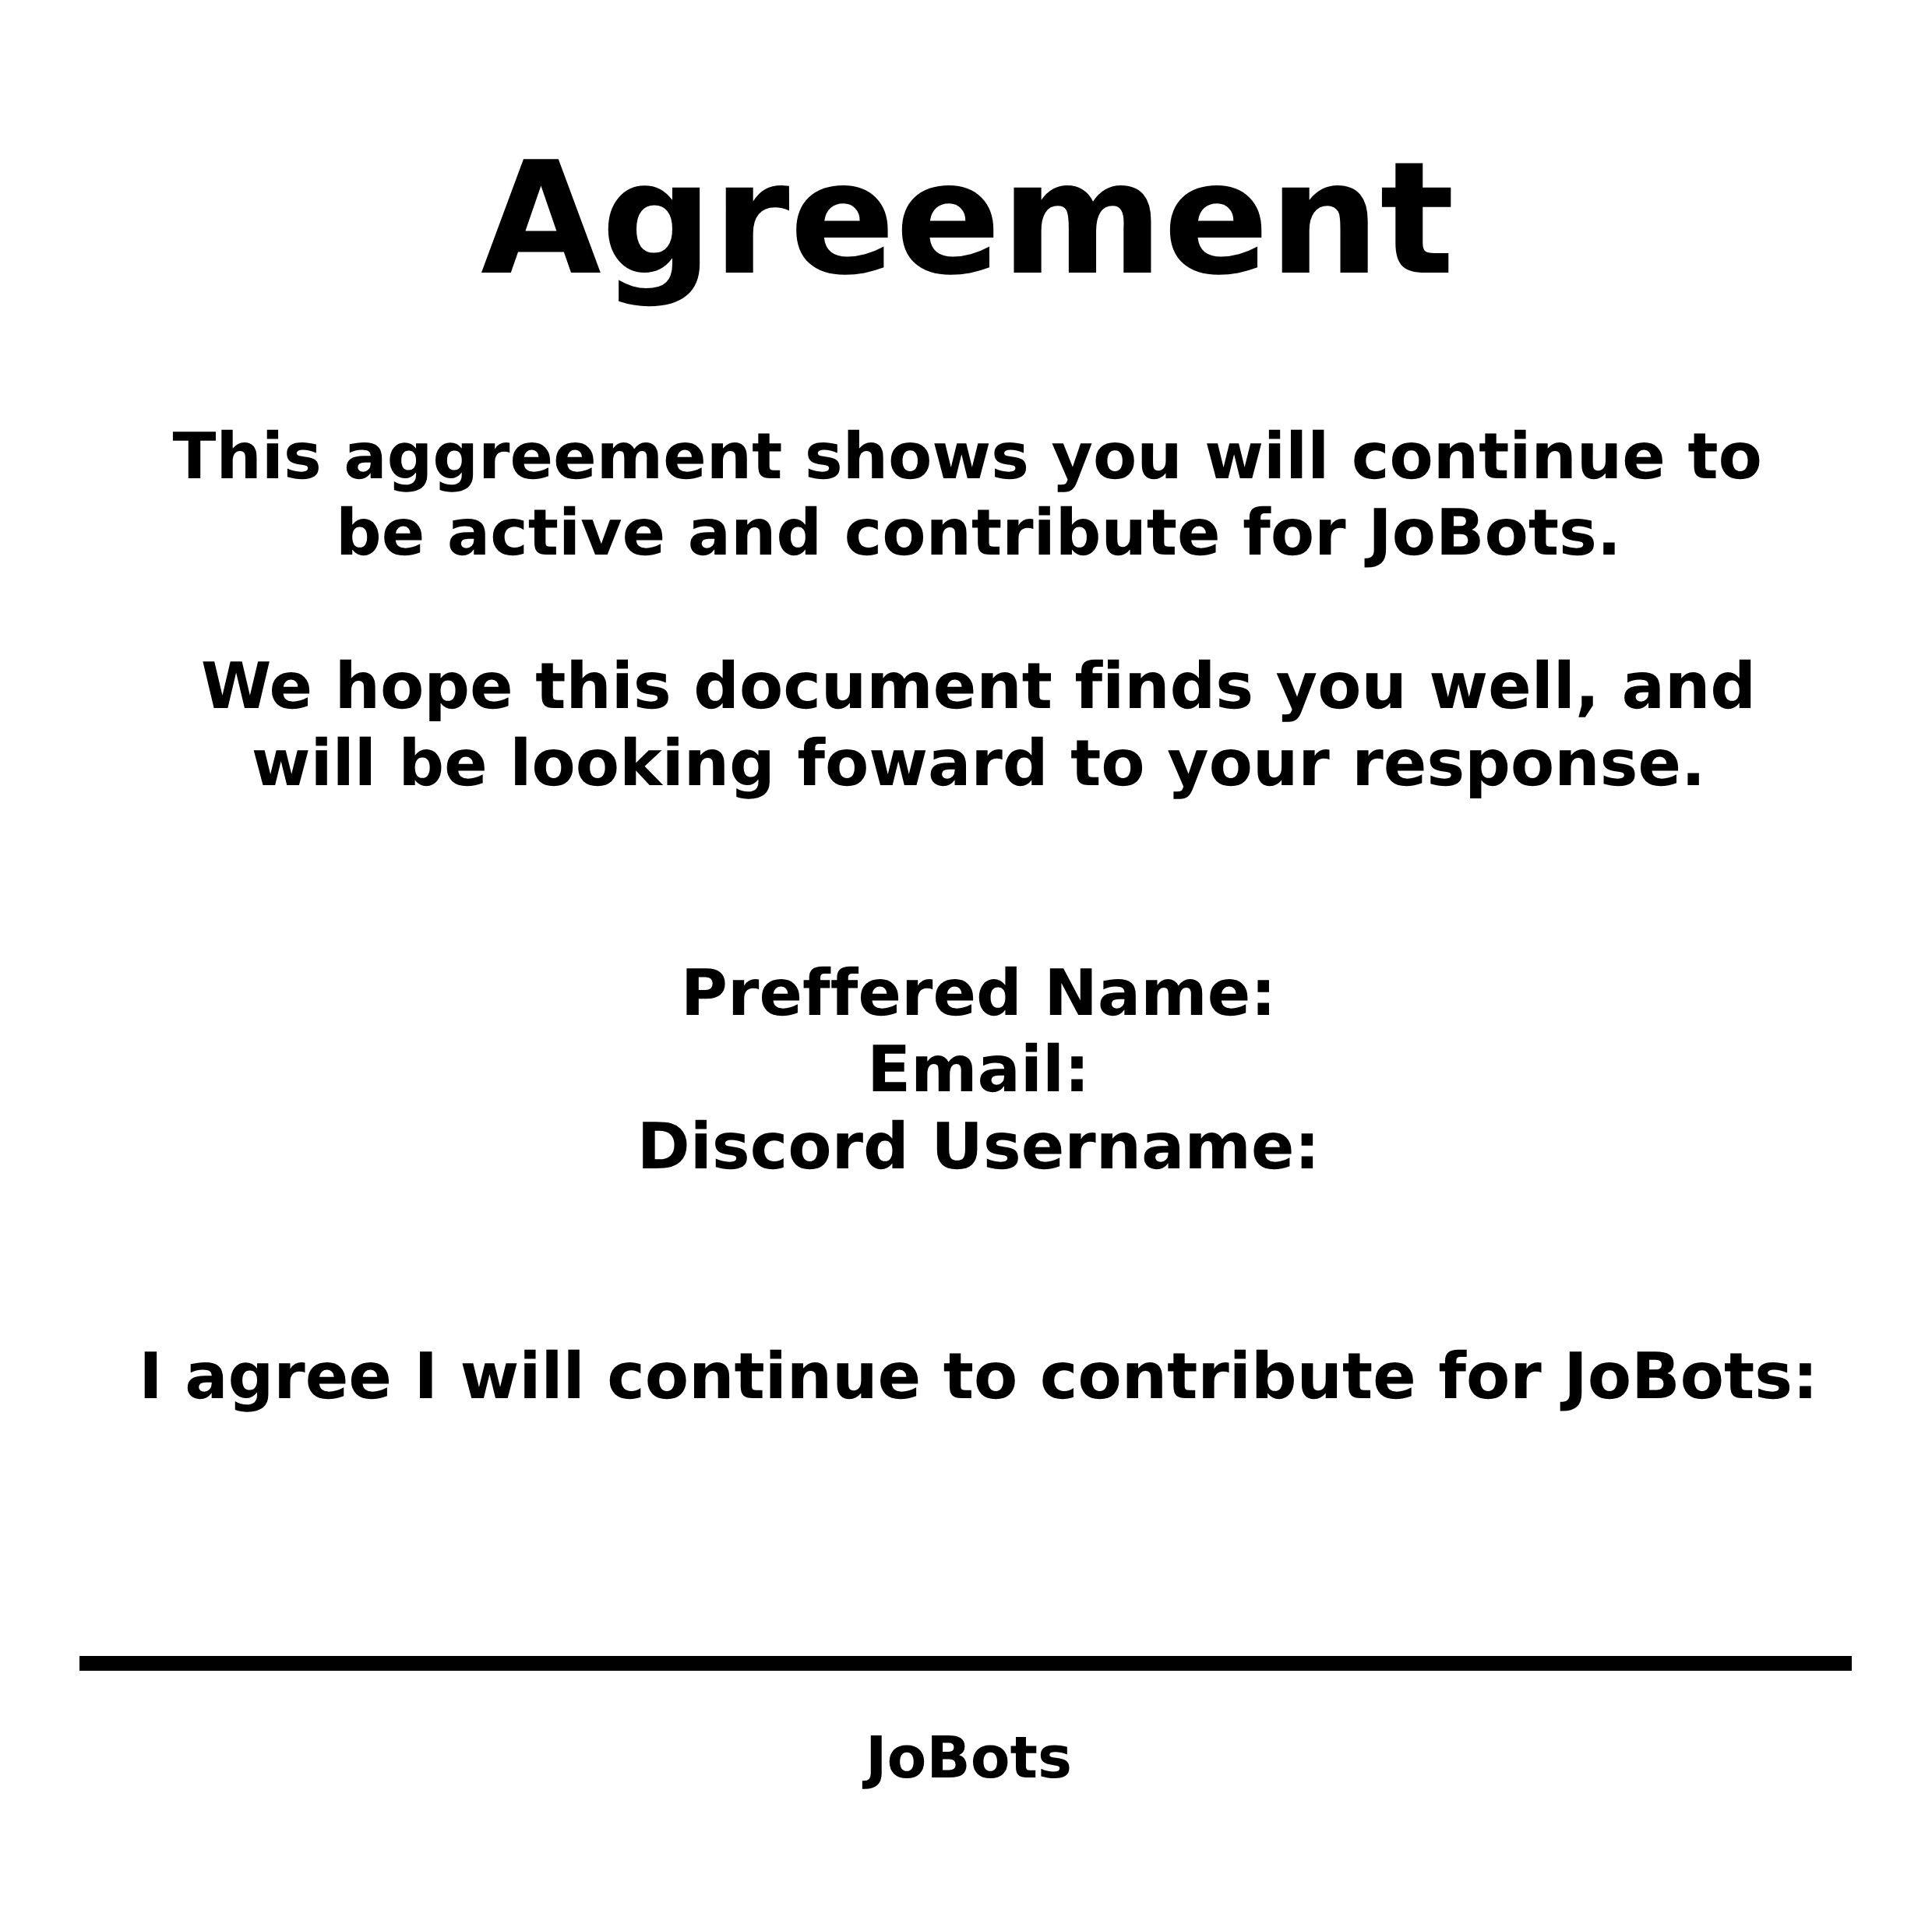 Agreement
This aggreement shows you will continue to
be active and contribute for JoBots.
We hope this document finds you well, and
will be looking foward to your response.
Preffered Name:
Email:
Discord Username:
I agree I will continue to contribute for JoBots:
JoBots